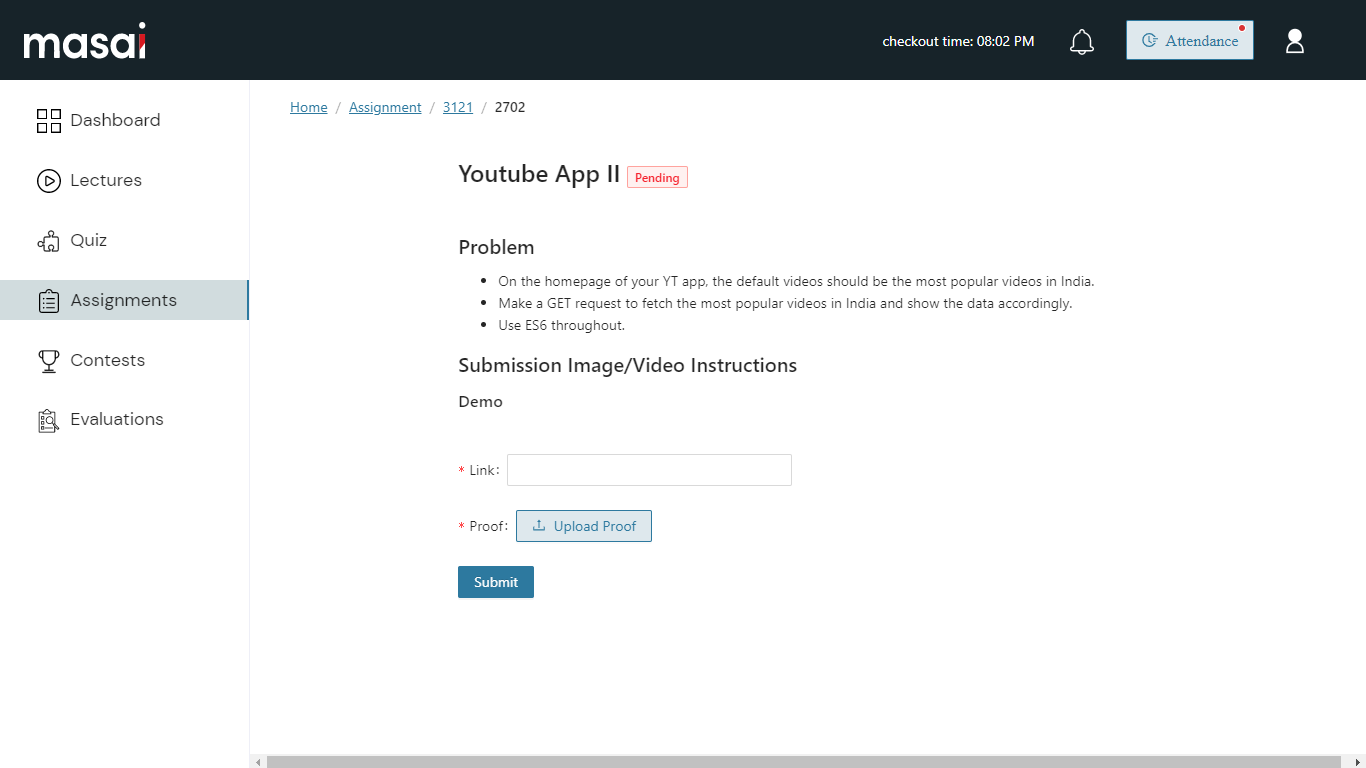 masai
checkout time: 08:02 PM
Attendance
Dashboard
Lectures
Quiz
Assignments
Contests
Evaluations
Home / Assignment / 3121 / 2702
Youtube App II Pending
Problem
• On the homepage of your YT app, the default videos should be the most popular videos in India.
• Make a GET request to fetch the most popular videos in India and show the data accordingly.
• Use ES6 throughout.
Submission Image/Video Instructions
Demo
* Link:
* Proof: Upload Proof
Submit